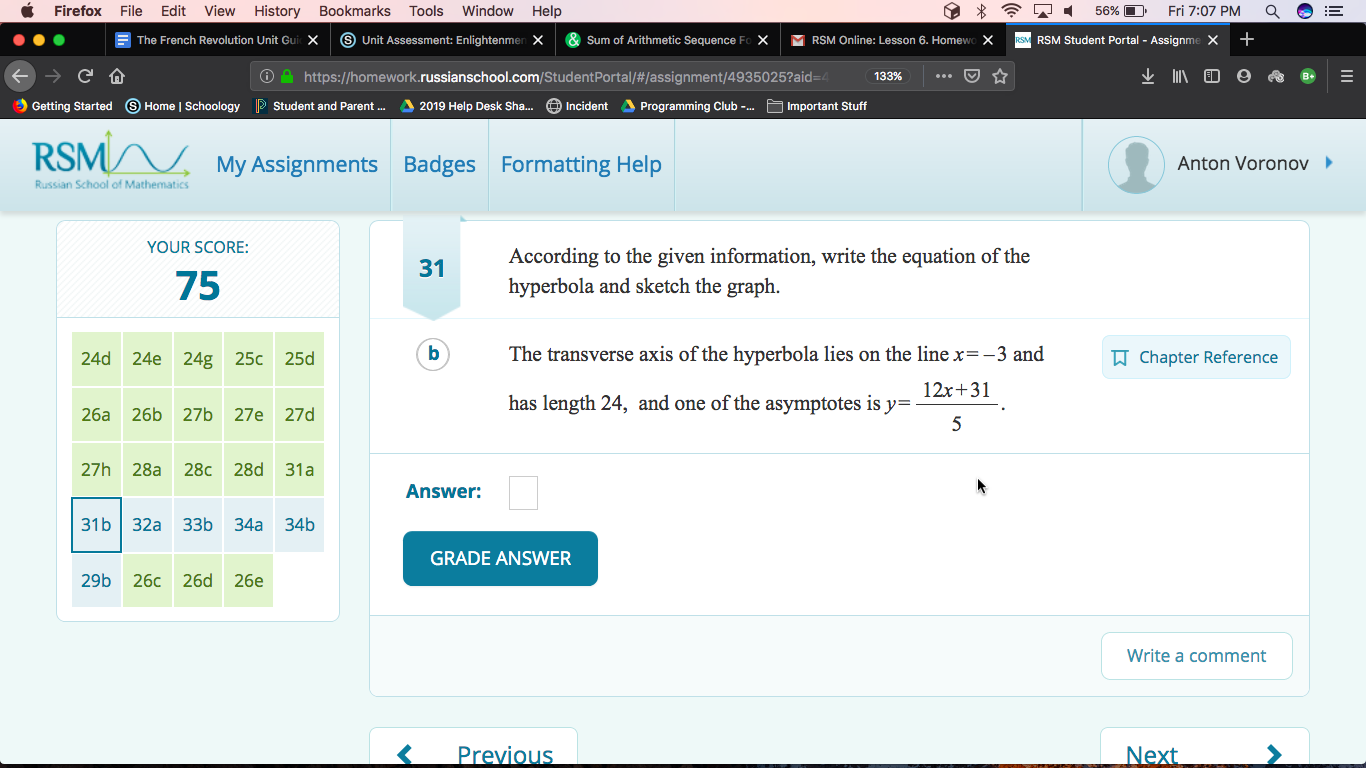 Firefox File Edit View History Bookmarks Tools Window Help 56% Fri 7:07 PM
The French Revolution Unit Gui Unit Assessment: Enlightenmen Sum of Arithmetic Sequence Fo RSM Online: Lesson 6. Homewo RSM RSM Student Portal - Assignme
https://homework.russianschool.com/StudentPortal/#/assignment/4935025?aid=4 133%
Getting Started Home | Schoology Student and Parent ... 2019 Help Desk Sha... Incident Programming Club -... Important Stuff
RSM
Russian School of Mathematics
My Assignments Badges Formatting Help Anton Voronov
YOUR SCORE:
75
24d 24e 24g 25c 25d
26a 26b 27b 27e 27d
27h 28a 28c 28d 31a
31b 32a 33b 34a 34b
29b 26c 26d 26e
31
According to the given information, write the equation of the
hyperbola and sketch the graph.
b
The transverse axis of the hyperbola lies on the line x=−3 and
has length 24, and one of the asymptotes is y= 12x+31 / 5 .
Chapter Reference
Answer:
GRADE ANSWER
Write a comment
Previous
Next